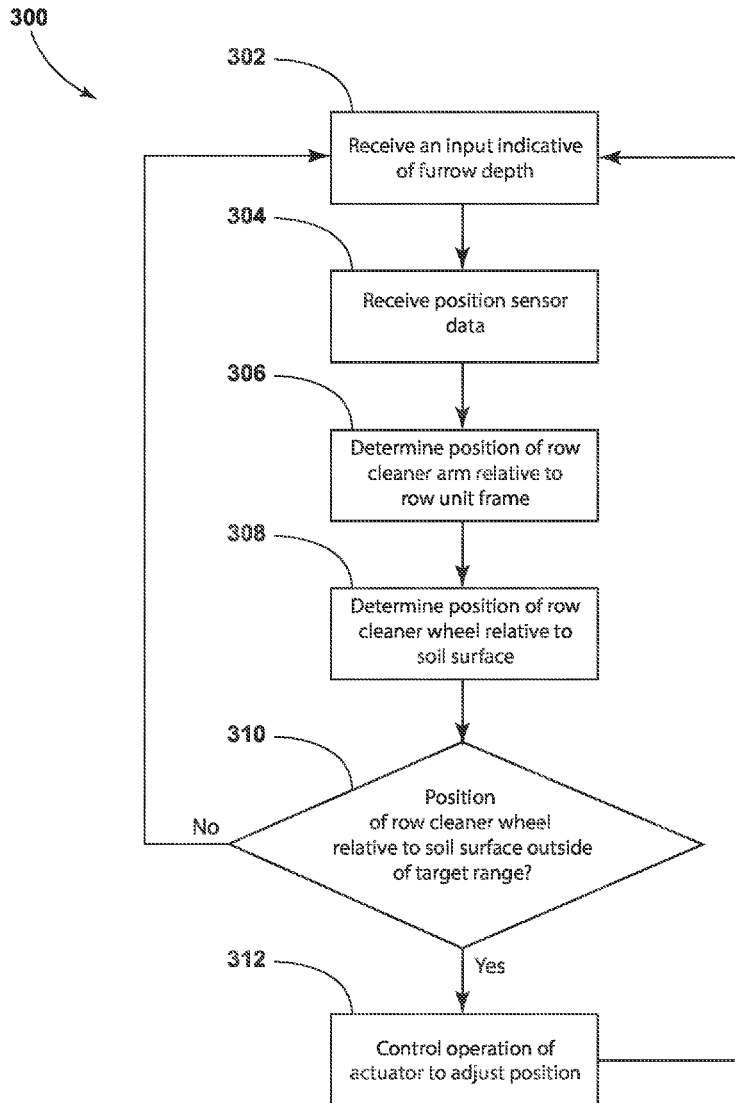 300
302
Receive an input indicative
of furrow depth
304
Receive position sensor
data
306
Determine position of row
cleaner arm relative to
row unit frame
308
Determine position of row
cleaner wheel relative to
soil surface
310
Position
of row cleaner wheel
relative to soil surface outside
of target range?
No
Yes
312
Control operation of
actuator to adjust position